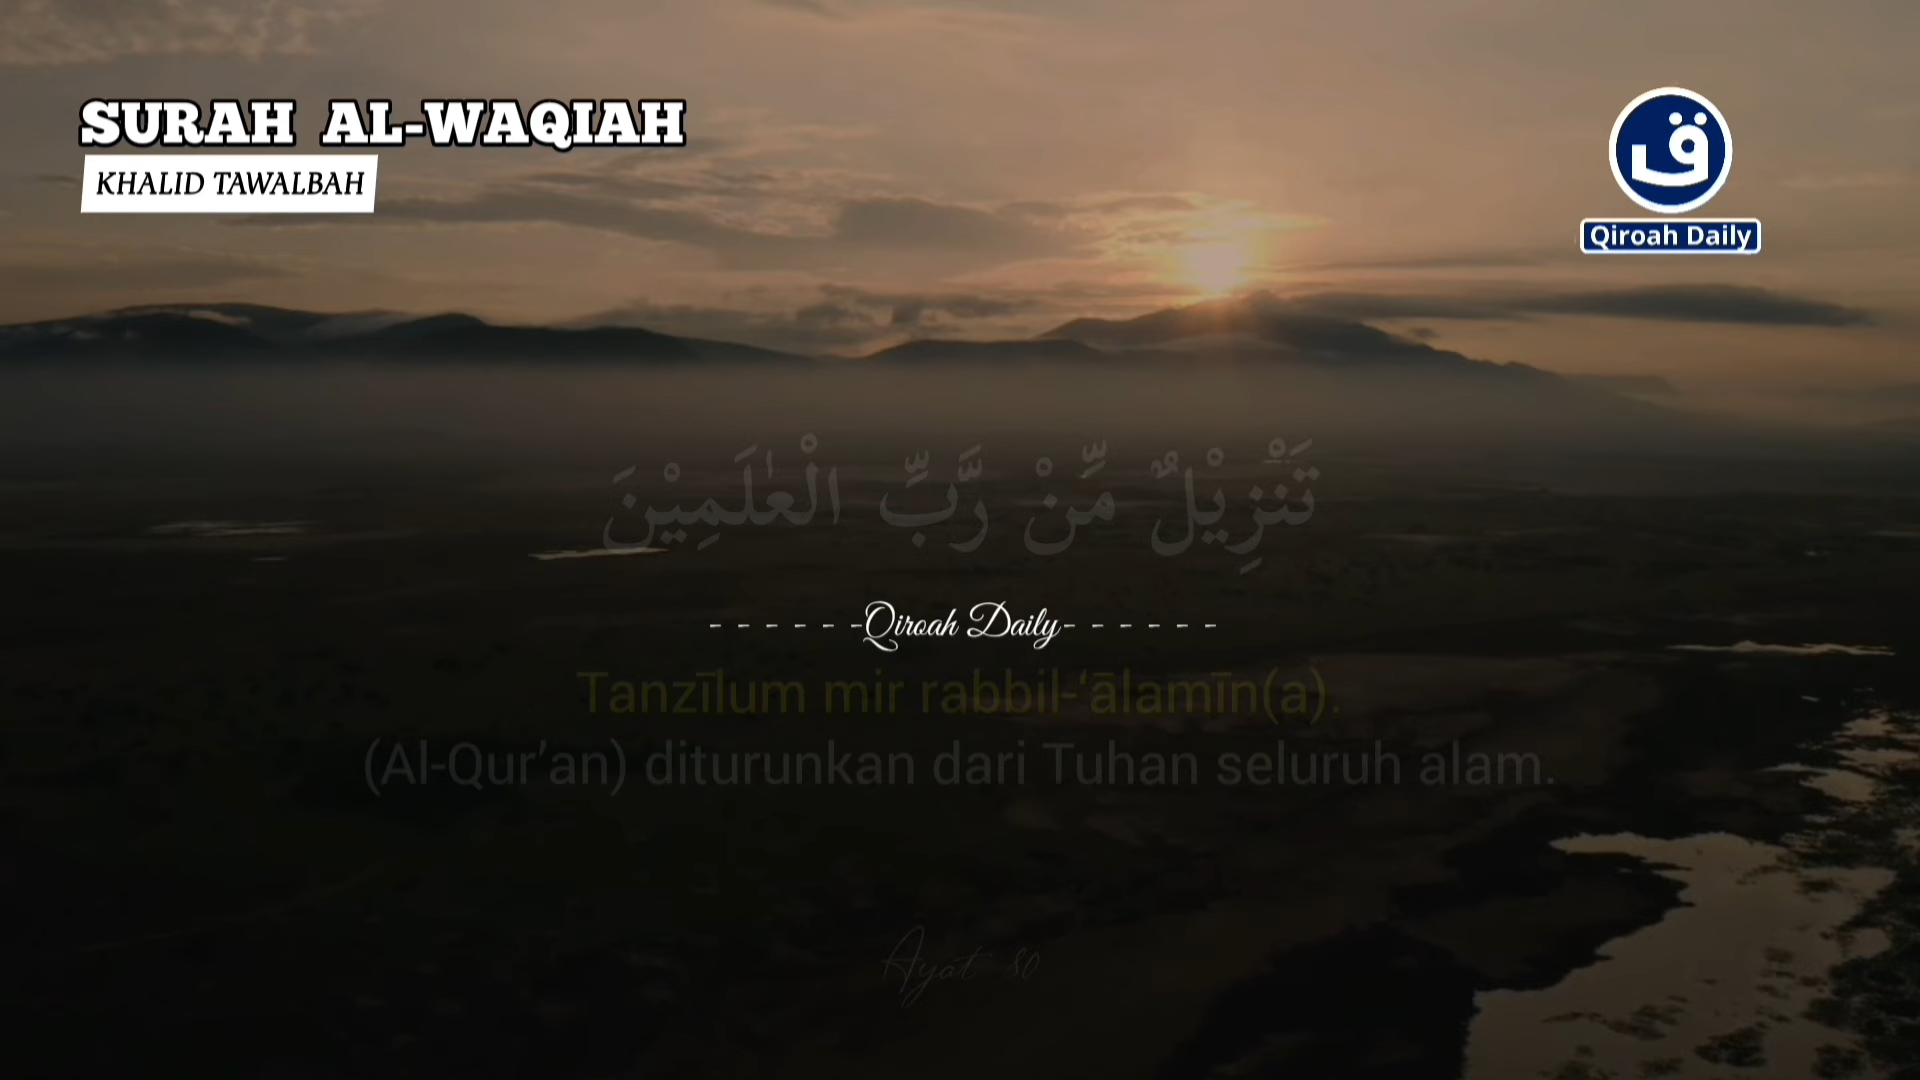 SURAH AL-WAQIAH
KHALID TAWALBAH
ق
Qiroah Daily
تَنْزِيْلٌ مِّنْ رَّبِّ الْعٰلَمِيْنَ
------Qiroah Daily------
Tanzīlum mir rabbil-‘ālamīn(a).
(Al-Qur’an) diturunkan dari Tuhan seluruh alam.
Ayat 80